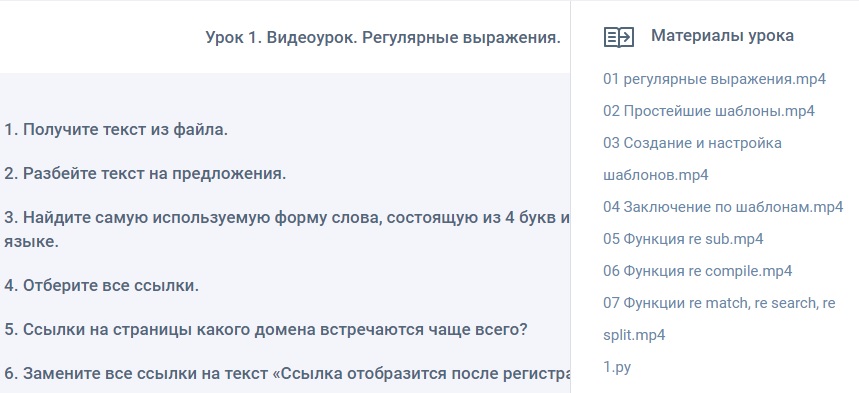 Урок 1. Видеоурок. Регулярные выражения.
1. Получите текст из файла.
2. Разбейте текст на предложения.
3. Найдите самую используемую форму слова, состоящую из 4 букв и
языке.
4. Отберите все ссылки.
5. Ссылки на страницы какого домена встречаются чаще всего?
6. Замените все ссылки на текст «Ссылка отобразится после регистра
Материалы урока
01 регулярные выражения.mp4
02 Простейшие шаблоны.mp4
03 Создание и настройка
шаблонов.mp4
04 Заключение по шаблонам.mp4
05 Функция re sub.mp4
06 Функция re compile.mp4
07 Функции re match, re search, re
split.mp4
1.py